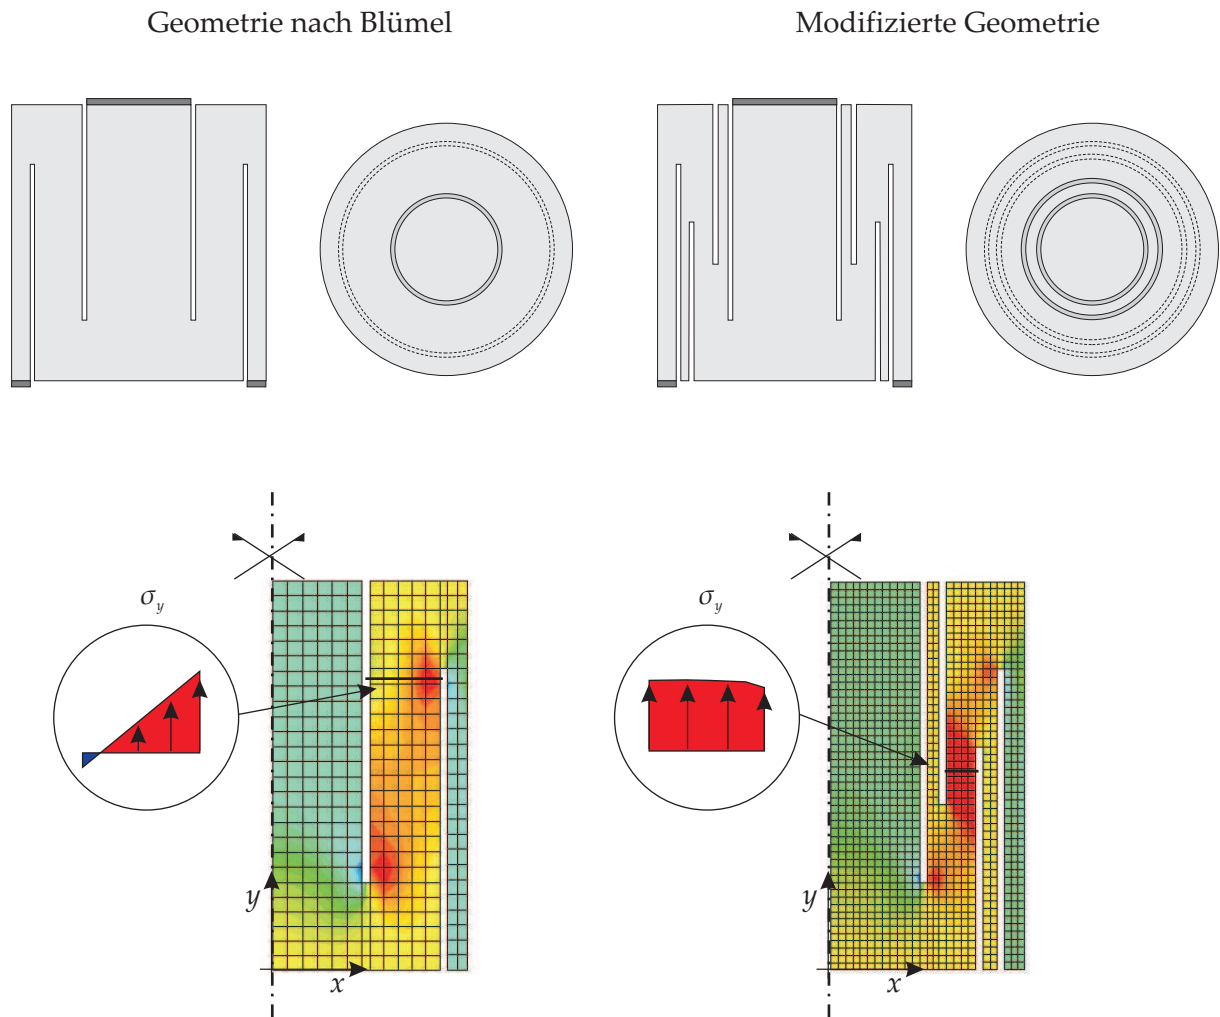 Geometrie nach Blümel
Modifizierte Geometrie
σy
σy
y
x
y
x